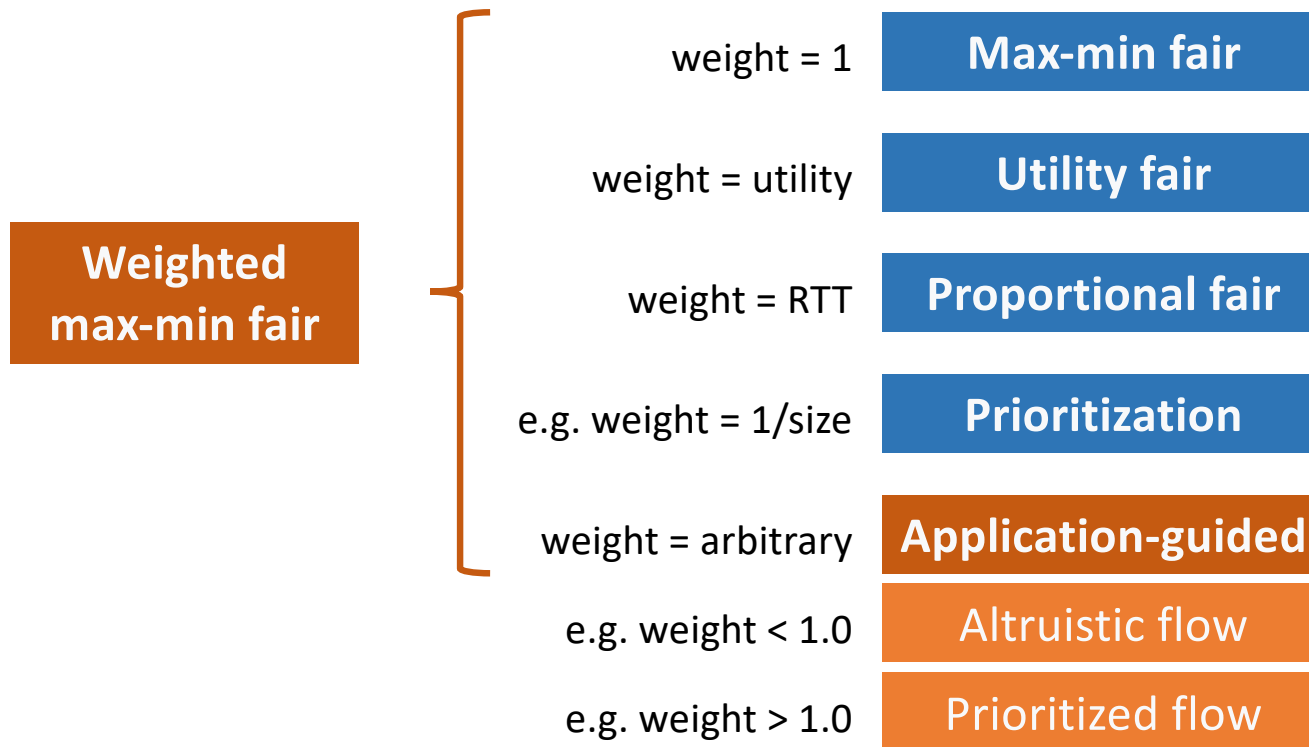 weight = 1
Max-min fair
weight = utility
Utility fair
Weighted
max-min fair
weight = RTT
Proportional fair
e.g. weight = 1/size
Prioritization
weight = arbitrary
Application-guided
e.g. weight < 1.0
Altruistic flow
e.g. weight > 1.0
Prioritized flow